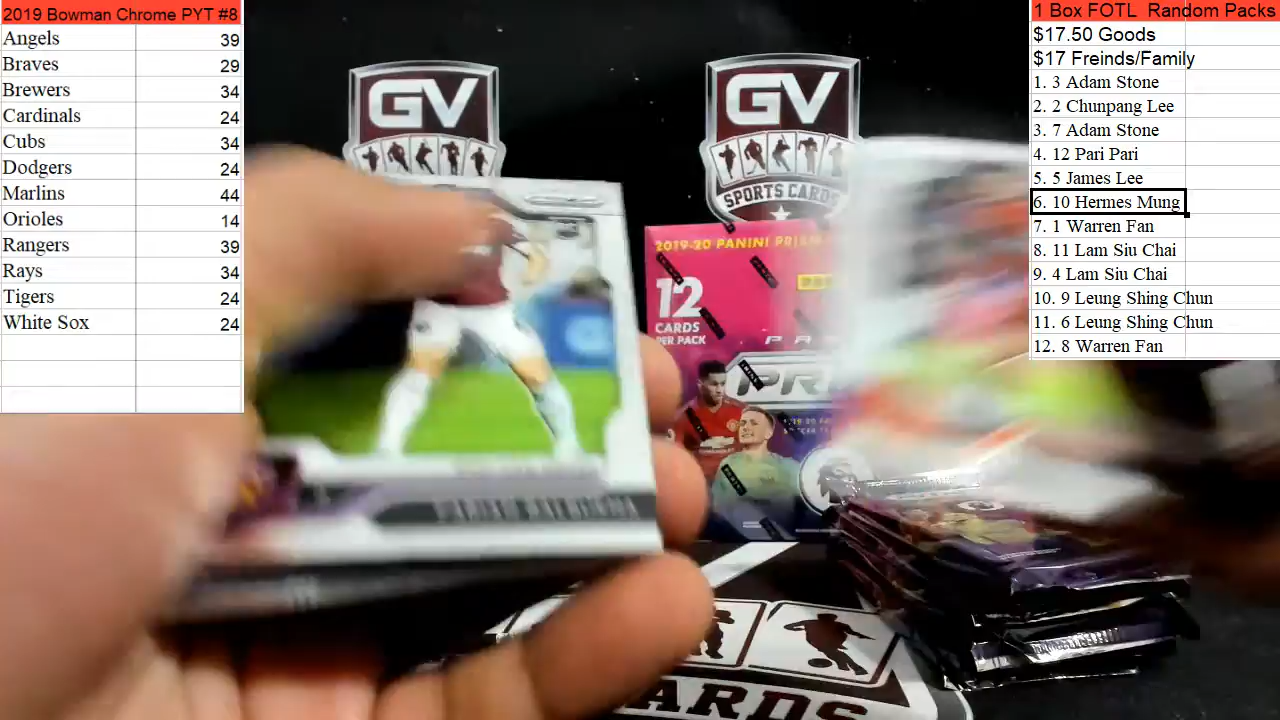 2019 Bowman Chrome PYT #8
Angels 39
Braves 29
Brewers 34
Cardinals 24
Cubs 34
Dodgers 24
Marlins 44
Orioles 14
Rangers 39
Rays 34
Tigers 24
White Sox 24
GV
GV
SPORTS CARDS
2019-20 PANINI
12
CARDS
PER PACK
1 Box FOTL Random Packs
$17.50 Goods
$17 Freinds/Family
1. 3 Adam Stone
2. 2 Chunpang Lee
3. 7 Adam Stone
4. 12 Pari Pari
5. 5 James Lee
6. 10 Hermes Mung
7. 1 Warren Fan
8. 11 Lam Siu Chai
9. 4 Lam Siu Chai
10. 9 Leung Shing Chun
11. 6 Leung Shing Chun
12. 8 Warren Fan
ARDS